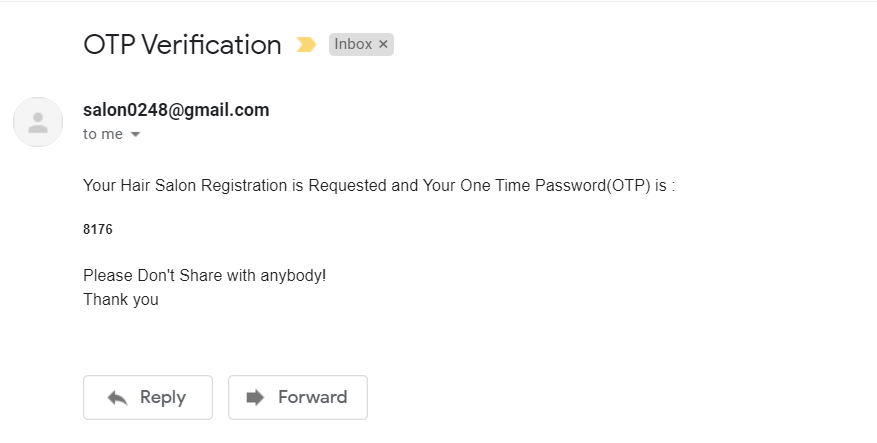 OTP Verification
Inbox ×
salon0248@gmail.com
to me
Your Hair Salon Registration is Requested and Your One Time Password(OTP) is :
8176
Please Don't Share with anybody!
Thank you
Reply
Forward